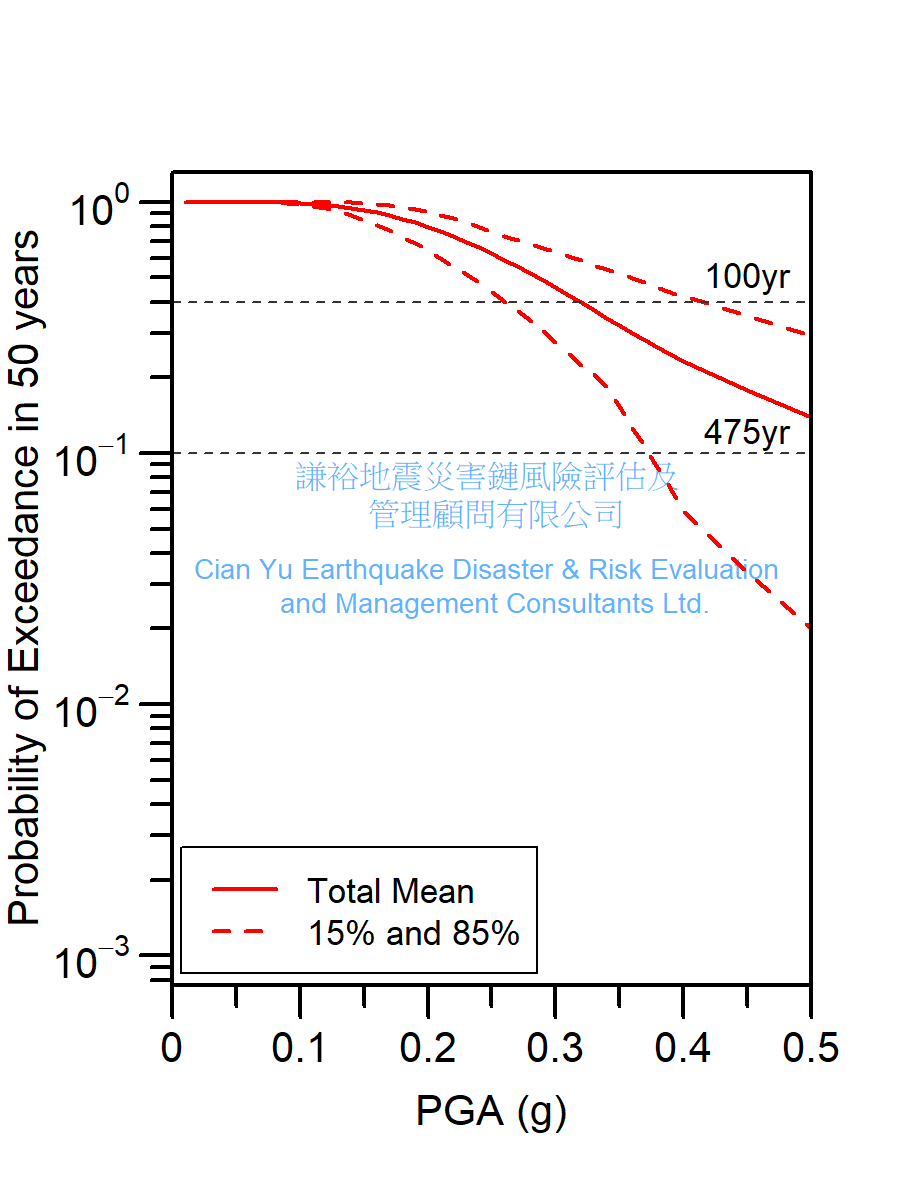 Probability of Exceedance in 50 years
10⁰
10⁻¹
10⁻²
10⁻³
100yr
475yr
謙裕地震災害鏈風險評估及
管理顧問有限公司
Cian Yu Earthquake Disaster & Risk Evaluation
and Management Consultants Ltd.
Total Mean
15% and 85%
0 0.1 0.2 0.3 0.4 0.5
PGA (g)